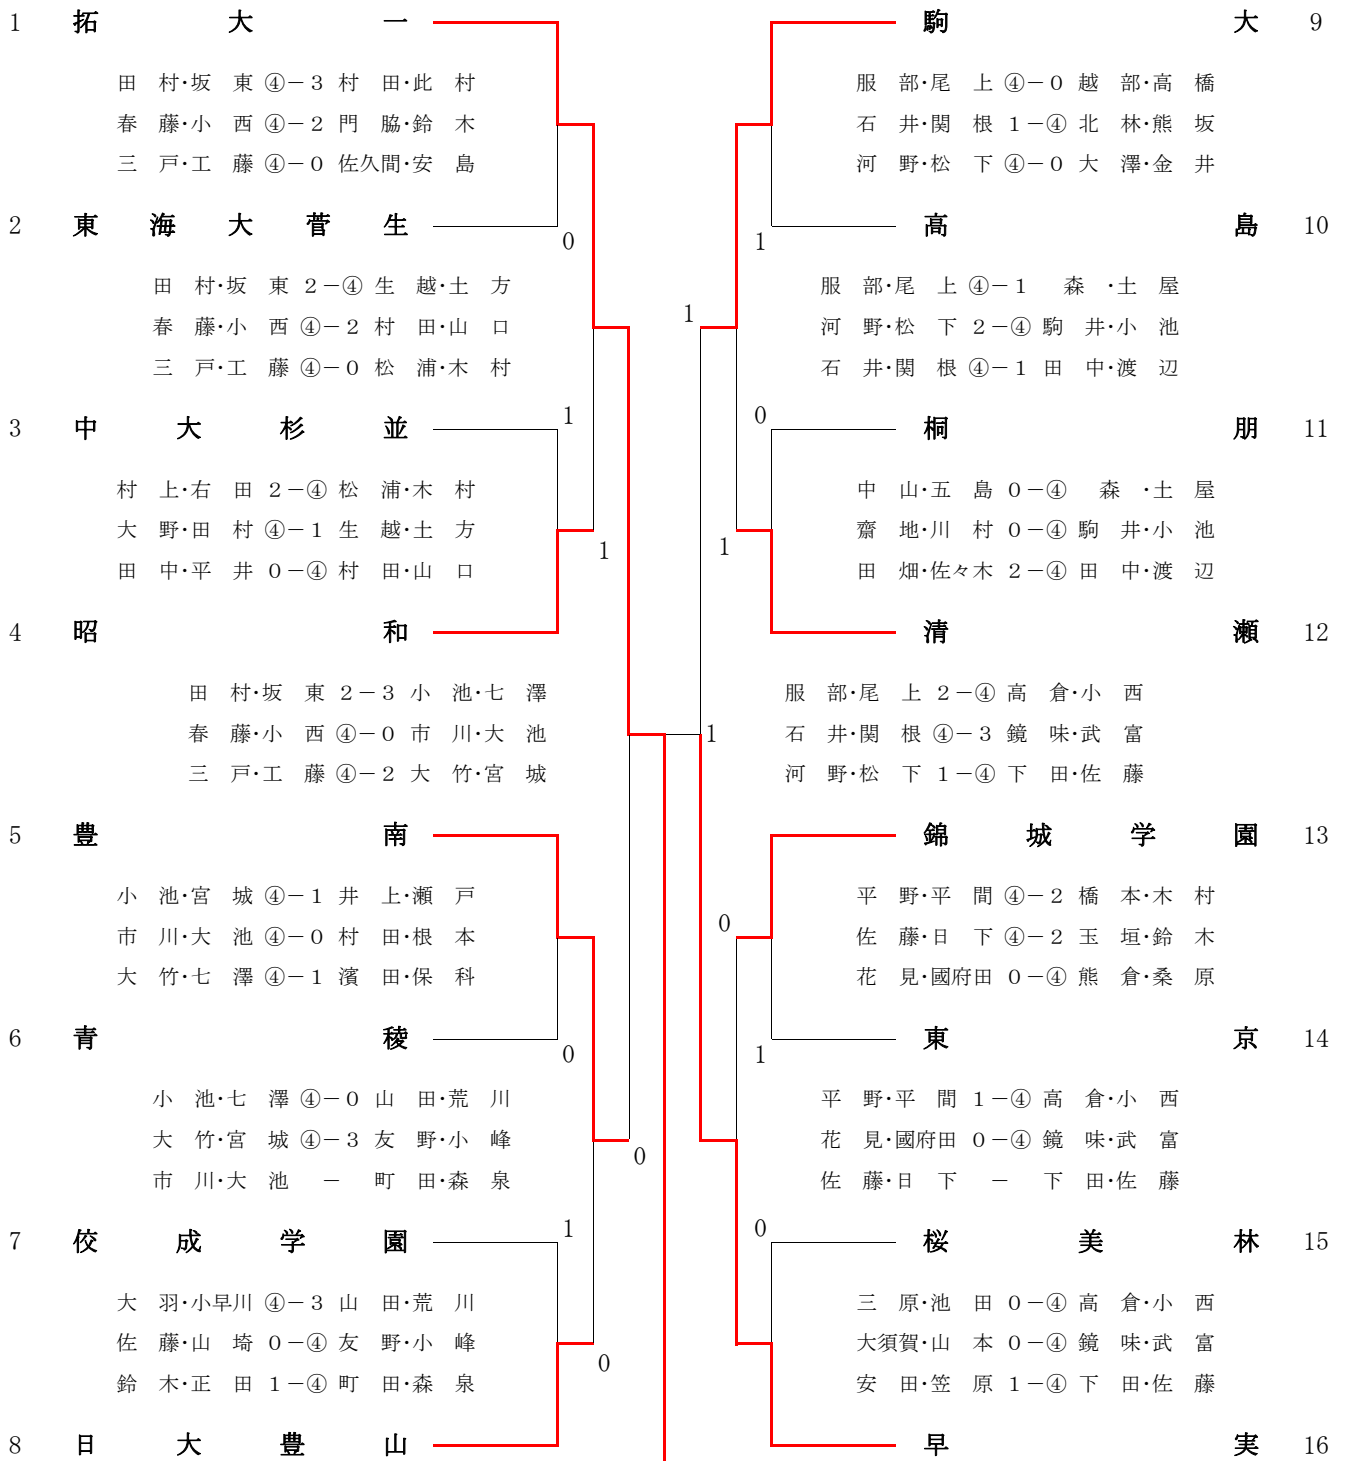 1 拓大一
田村・坂東 ④－3 村田・此村
春藤・小西 ④－2 門脇・鈴木
三戸・工藤 ④－0 佐久間・安島
2 東海大菅生
0
田村・坂東 2－④ 生越・土方
春藤・小西 ④－2 村田・山口
三戸・工藤 ④－0 松浦・木村
1
3 中大杉並
村上・右田 2－④ 松浦・木村
大野・田村 ④－1 生越・土方
1
田中・平井 0－④ 村田・山口
4 昭和
田村・坂東 2－3 小池・七澤
春藤・小西 ④－0 市川・大池
三戸・工藤 ④－2 大竹・宮城
5 豊南
小池・宮城 ④－1 井上・瀬戸
市川・大池 ④－0 村田・根本
大竹・七澤 ④－1 濱田・保科
6 青稜
0
小池・七澤 ④－0 山田・荒川
大竹・宮城 ④－3 友野・小峰
0
市川・大池 － 町田・森泉
1
7 佼成学園
大羽・小早川 ④－3 山田・荒川
佐藤・山埼 0－④ 友野・小峰
0
鈴木・正田 1－④ 町田・森泉
8 日大豊山
駒大 9
服部・尾上 ④－0 越部・高橋
石井・関根 1－④ 北林・熊坂
河野・松下 ④－0 大澤・金井
高島 10
1
服部・尾上 ④－1 森・土屋
1
河野・松下 2－④ 駒井・小池
石井・関根 ④－1 田中・渡辺
0
桐朋 11
中山・五島 0－④ 森・土屋
齋地・川村 0－④ 駒井・小池
1
田畑・佐々木 2－④ 田中・渡辺
清瀬 12
服部・尾上 2－④ 高倉・小西
1
石井・関根 ④－3 鏡味・武富
河野・松下 1－④ 下田・佐藤
錦城学園 13
平野・平間 ④－2 橋本・木村
0
佐藤・日下 ④－2 玉垣・鈴木
花見・國府田 0－④ 熊倉・桑原
東京 14
1
平野・平間 1－④ 高倉・小西
花見・國府田 0－④ 鏡味・武富
佐藤・日下 － 下田・佐藤
0
桜美林 15
三原・池田 0－④ 高倉・小西
大須賀・山本 0－④ 鏡味・武富
安田・笠原 1－④ 下田・佐藤
早実 16